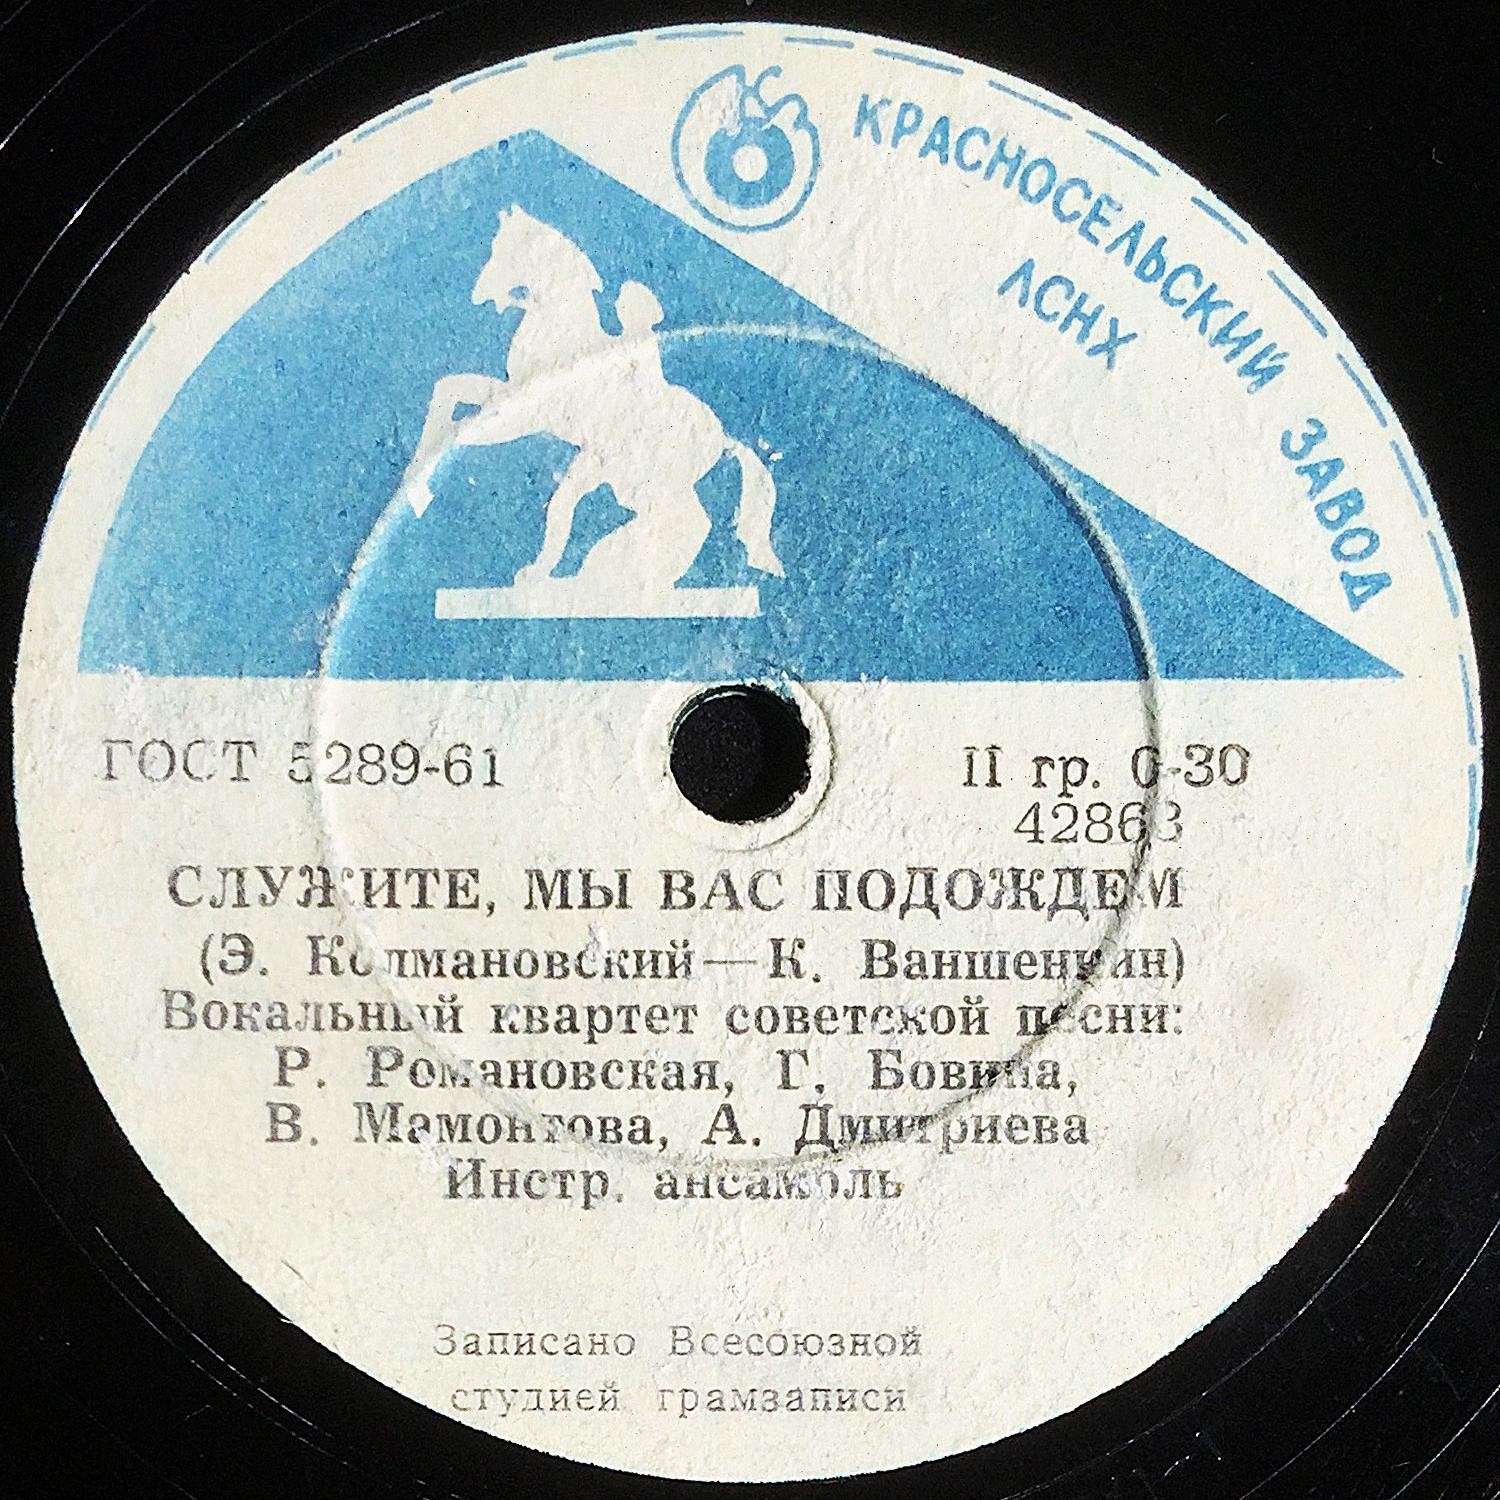 КРАСНОСЕЛЬСКИЙ ЗАВОД
ЛСНХ
ГОСТ 5289-61
II гр. 0-30
42863
СЛУЖИТЕ, МЫ ВАС ПОДОЖДЕМ
(Э. Колмановский — К. Ваншенкин)
Вокальный квартет советской песни:
Р. Романовская, Г. Бовина,
В. Мамонтова, А. Дмитриева
Инстр. ансамбль
Записано Всесоюзной
студией грамзаписи